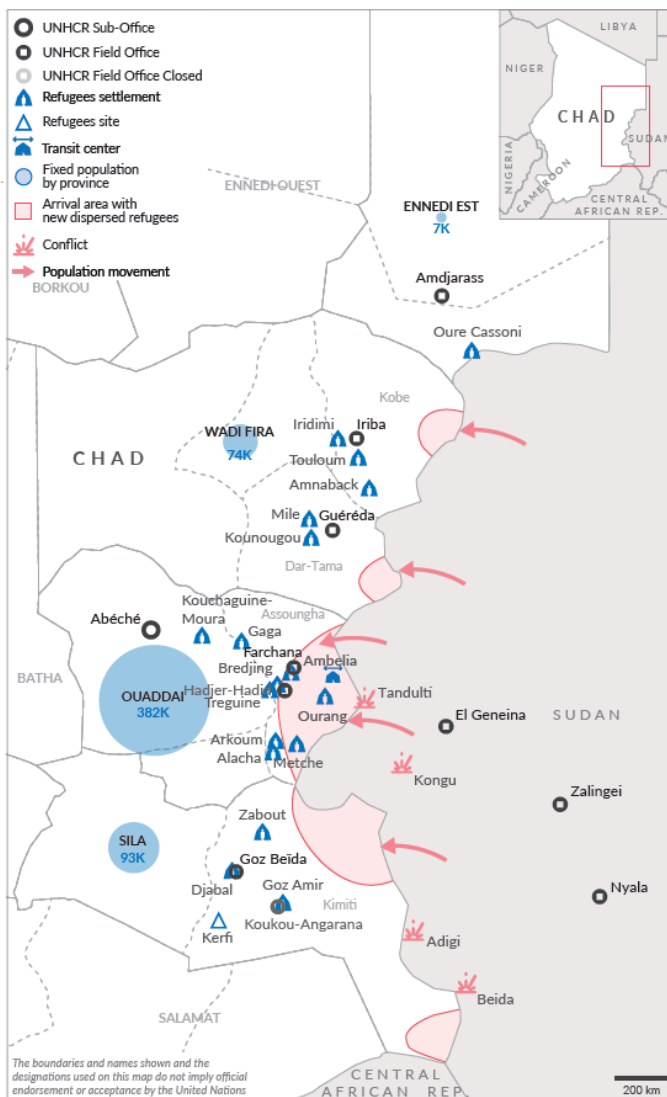 UNHCR Sub-Office
UNHCR Field Office
UNHCR Field Office Closed
Refugees settlement
Refugees site
Transit center
Fixed population
by province
Arrival area with
new dispersed refugees
Conflict
Population movement
LIBYA
NIGER
CHAD
SUDAN
NIGERIA
CAMEROON
CENTRAL
AFRICAN REP.
ENNEDI OUEST
ENNEDI EST
7K
BORKOU
Amdjarass
Oure Cassoni
Kobe
WADI FIRA
74K
Iridimi
Iriba
CHAD
Touloum
Amnaback
Mile
Guéréda
Kounougou
Dar-Tama
Kouchaguine-
Moura
Assoungha
Abéché
Gaga
Farchana
Bredjing
Ambelia
BATHA
OUADDAI
382K
Hadjer-Hadid
Treguine
Tandulti
Ourang
El Geneina
SUDAN
Arkoum
Alacha
Metche
Kongu
Zalingei
Zabout
SILA
93K
Goz Beïda
Djabal
Goz Amir
Kimiti
Nyala
Koukou-Angarana
Kerfi
Adigi
Beida
SALAMAT
The boundaries and names shown and the
designations used on this map do not imply official
endorsement or acceptance by the United Nations
CENTRAL
AFRICAN REP.
200 km